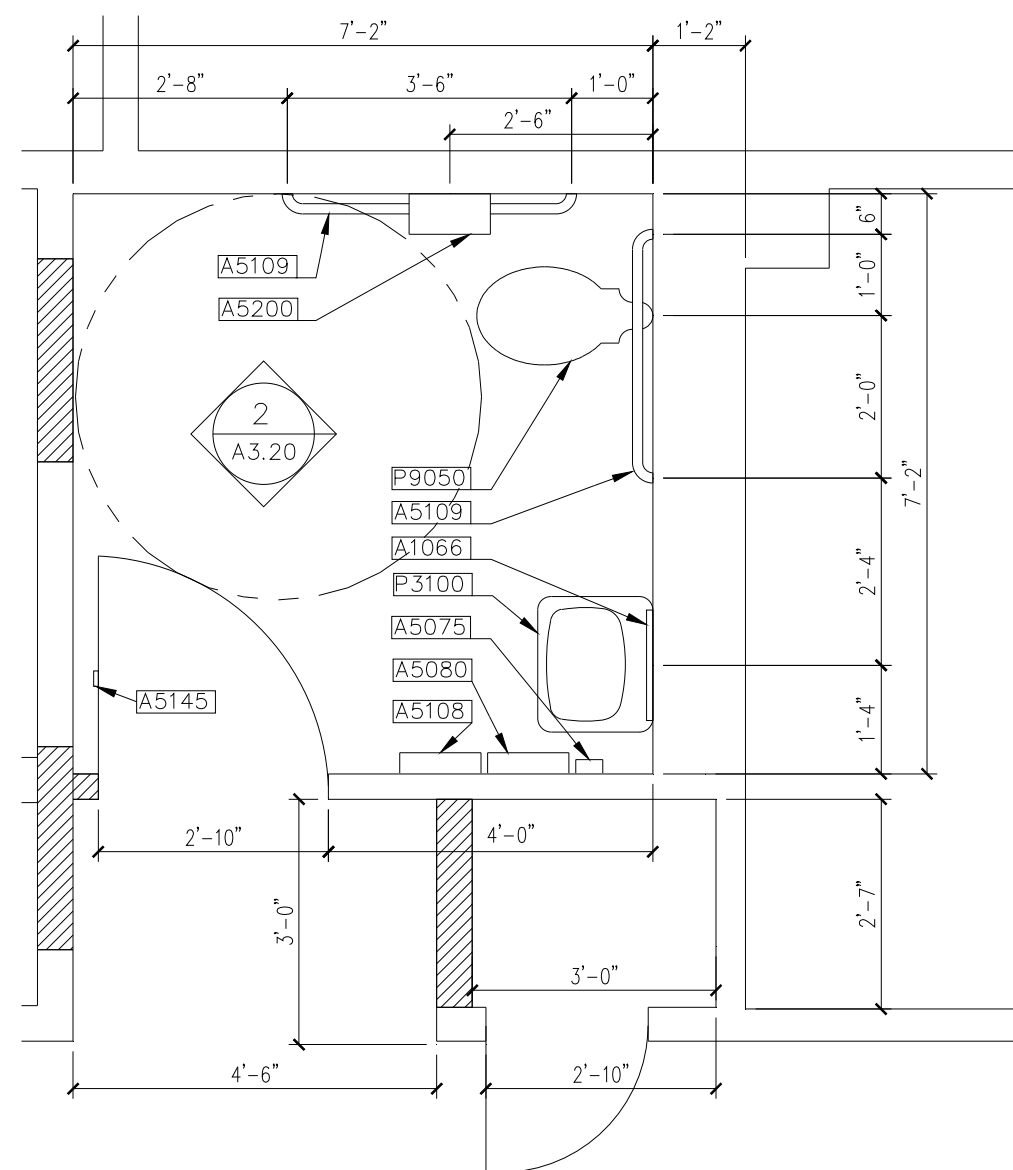 7'-2"
1'-2"
2'-8"
3'-6"
1'-0"
2'-6"
6"
1'-0"
A5109
A5200
2'-0"
2
A3.20
P9050
7'-2"
A5109
A1066
2'-4"
P3100
A5075
A5080
A5145
A5108
1'-4"
2'-10"
4'-0"
3'-0"
2'-7"
3'-0"
4'-6"
2'-10"